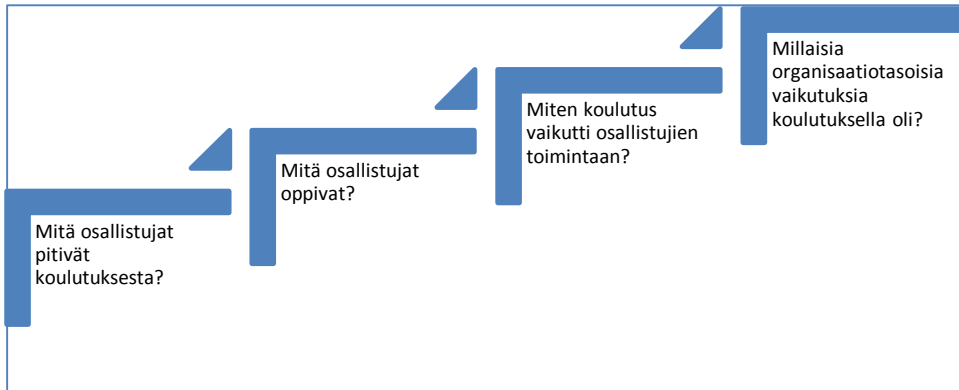 Mitä osallistujat
pitivät
koulutuksesta?
Mitä osallistujat
oppivat?
Miten koulutus
vaikutti osallistujien
toimintaan?
Millaisia
organisaatiotasoisia
vaikutuksia
koulutuksella oli?